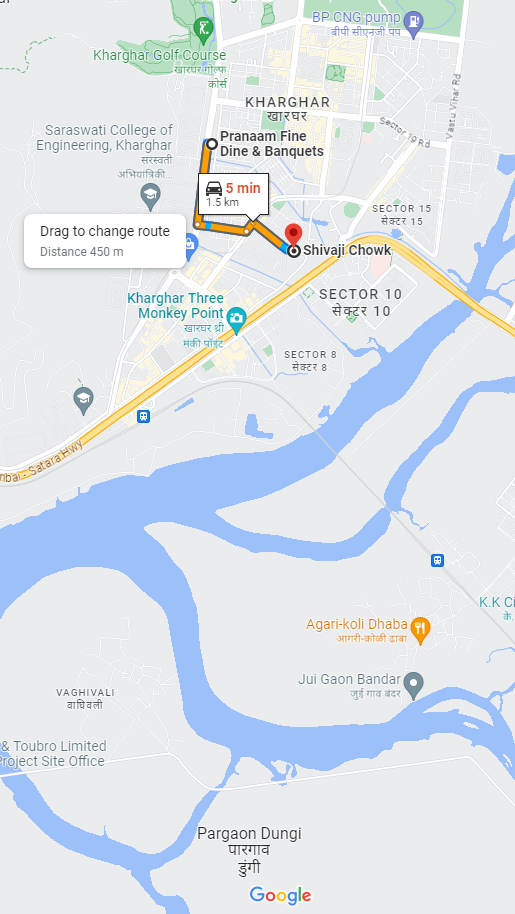 BP CNG pump
बीपी सीएनजी पंप
Kharghar Golf Course
खारघर गोल्फ
कोर्स
KHARGHAR
खारघर
Vastu Vihar Rd
Sector 19 Rd
Saraswati College of
Engineering, Kharghar
सरस्वती
अभियांत्रिकी...
Pranaam Fine
Dine & Banquets
5 min
1.5 km
SECTOR 15
सेक्टर 15
Drag to change route
Distance 450 m
Shivaji Chowk
Kharghar Three
Monkey Point
खारघर थ्री
मंकी पॉइंट
SECTOR 10
सेक्टर 10
SECTOR 8
सेक्टर 8
nbai - Satara Hwy
K.K Ci
के.
Agari-koli Dhaba
आगरी-कोळी ढाबा
Jui Gaon Bandar
जुई गाव बंदर
VAGHIVALI
वाघिवली
& Toubro Limited
Project Site Office
Pargaon Dungi
पारगाव
डुंगी
Google